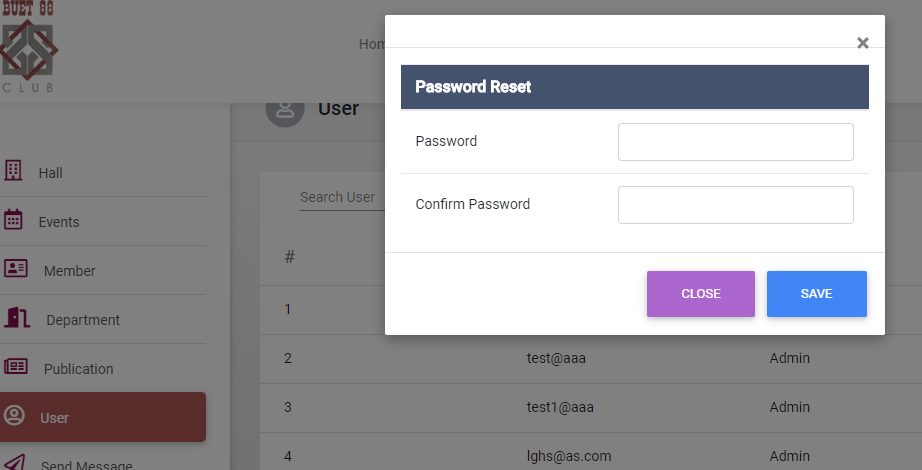 BUET 88
CLUB
Hom
×
Password Reset
Password
Confirm Password
CLOSE
SAVE
User
Hall
Events
Member
Department
Publication
User
Send Message
Search User
#
1
2 test@aaa Admin
3 test1@aaa Admin
4 lghs@as.com Admin